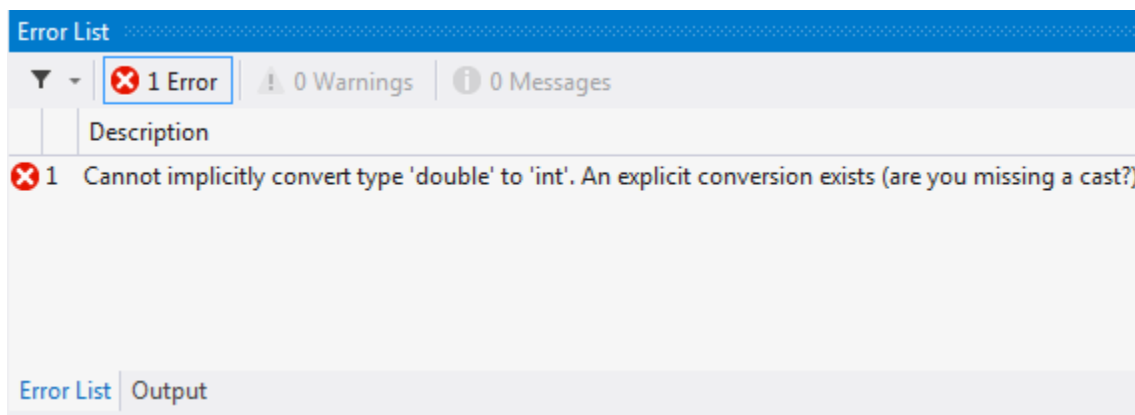 Error List
1 Error 0 Warnings 0 Messages
Description
1 Cannot implicitly convert type 'double' to 'int'. An explicit conversion exists (are you missing a cast?)
Error List Output